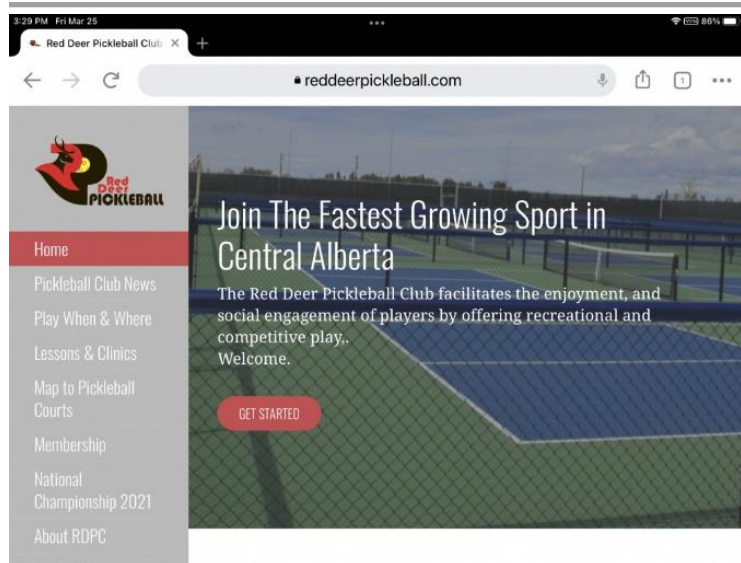 3:29 PM Fri Mar 25
VPN 86%
Red Deer Pickleball Club
reddeerpickleball.com
1
Red
Deer
PICKLEBALL
Home
Pickleball Club News
Play When & Where
Lessons & Clinics
Map to Pickleball
Courts
Membership
National
Championship 2021
About RDPC
Join The Fastest Growing Sport in
Central Alberta
The Red Deer Pickleball Club facilitates the enjoyment, and
social engagement of players by offering recreational and
competitive play,.
Welcome.
GET STARTED